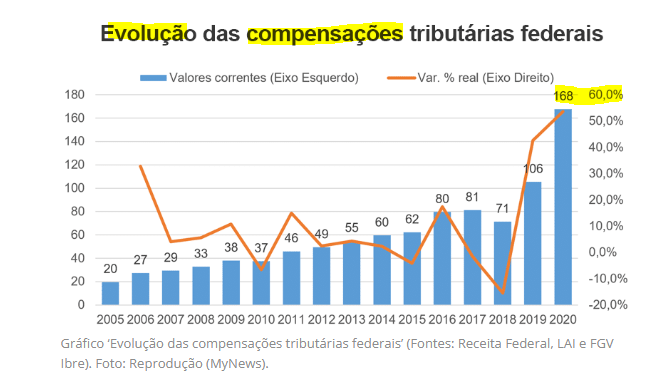 Evolução das compensações tributárias federais
Valores correntes (Eixo Esquerdo) Var. % real (Eixo Direito)
180 168 60,0%
160 50,0%
140 40,0%
120 106 30,0%
100 80 81 20,0%
80 71 10,0%
60 20 27 29 33 38 37 46 49 55 60 62 0,0%
40
20 -10,0%
0 -20,0%
2005 2006 2007 2008 2009 2010 2011 2012 2013 2014 2015 2016 2017 2018 2019 2020
Gráfico ‘Evolução das compensações tributárias federais’ (Fontes: Receita Federal, LAI e FGV
Ibre). Foto: Reprodução (MyNews).